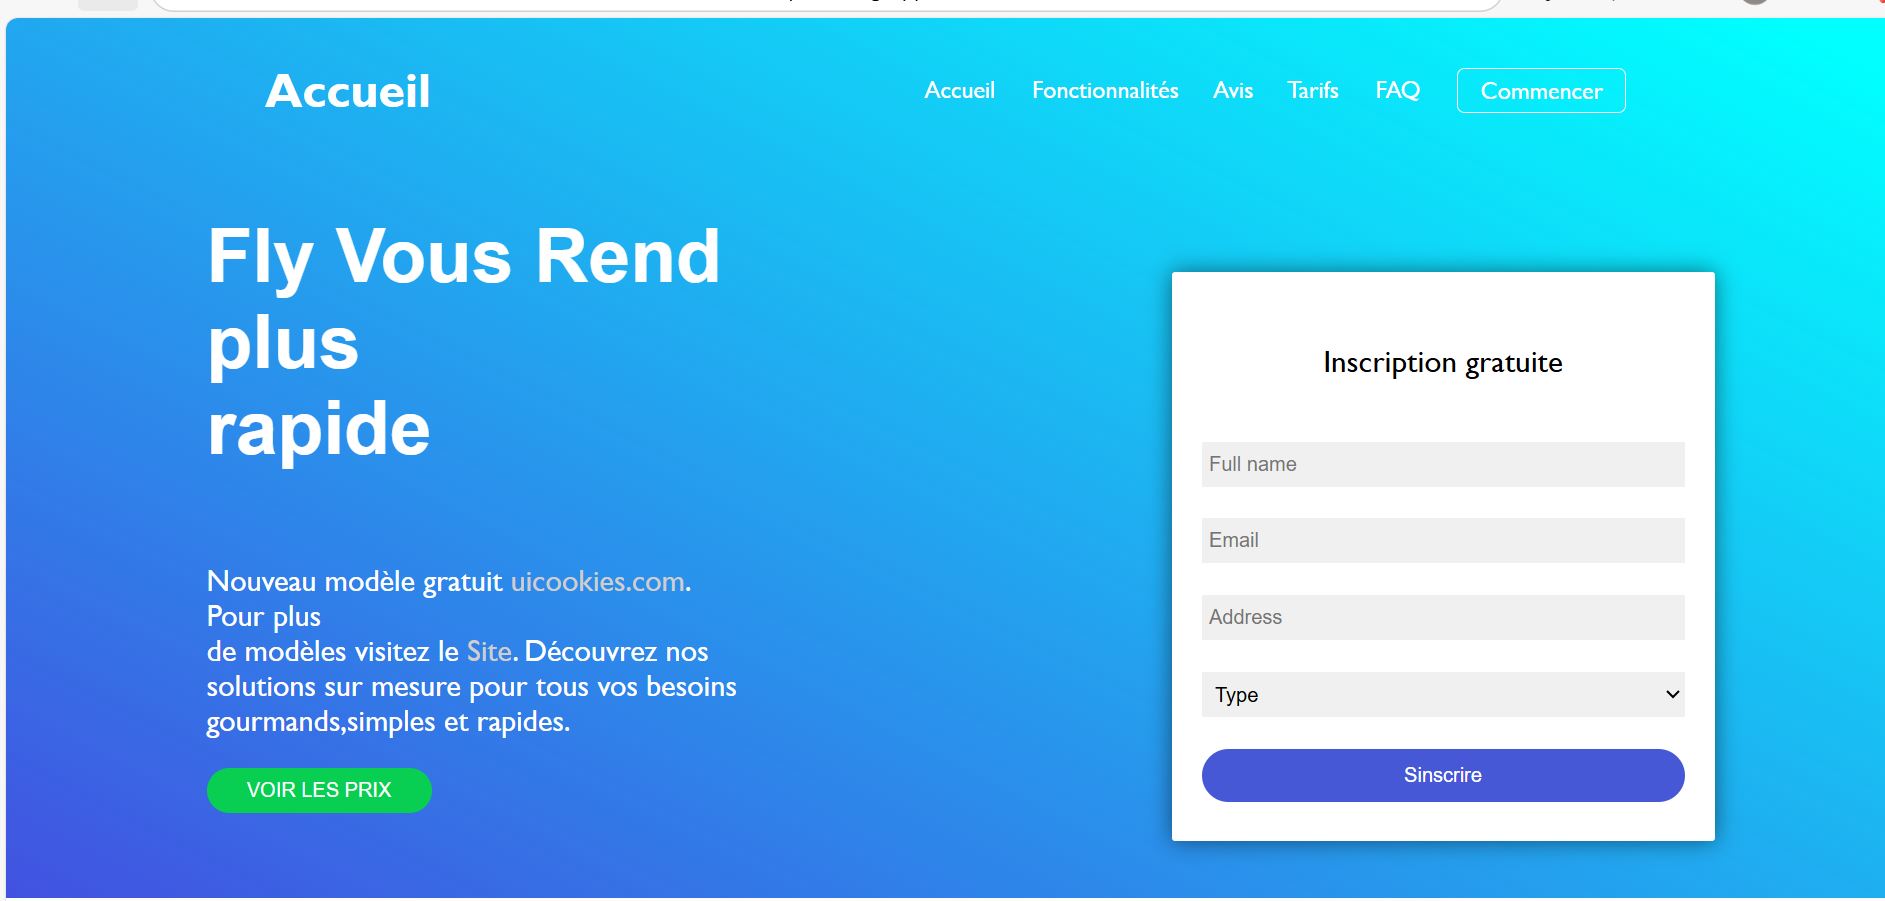 Accueil
Accueil Fonctionnalités Avis Tarifs FAQ Commencer
Fly Vous Rend
plus
rapide
Nouveau modèle gratuit uicookies.com.
Pour plus
de modèles visitez le Site. Découvrez nos
solutions sur mesure pour tous vos besoins
gourmands,simples et rapides.
VOIR LES PRIX
Inscription gratuite
Full name
Email
Address
Type
Sinscrire